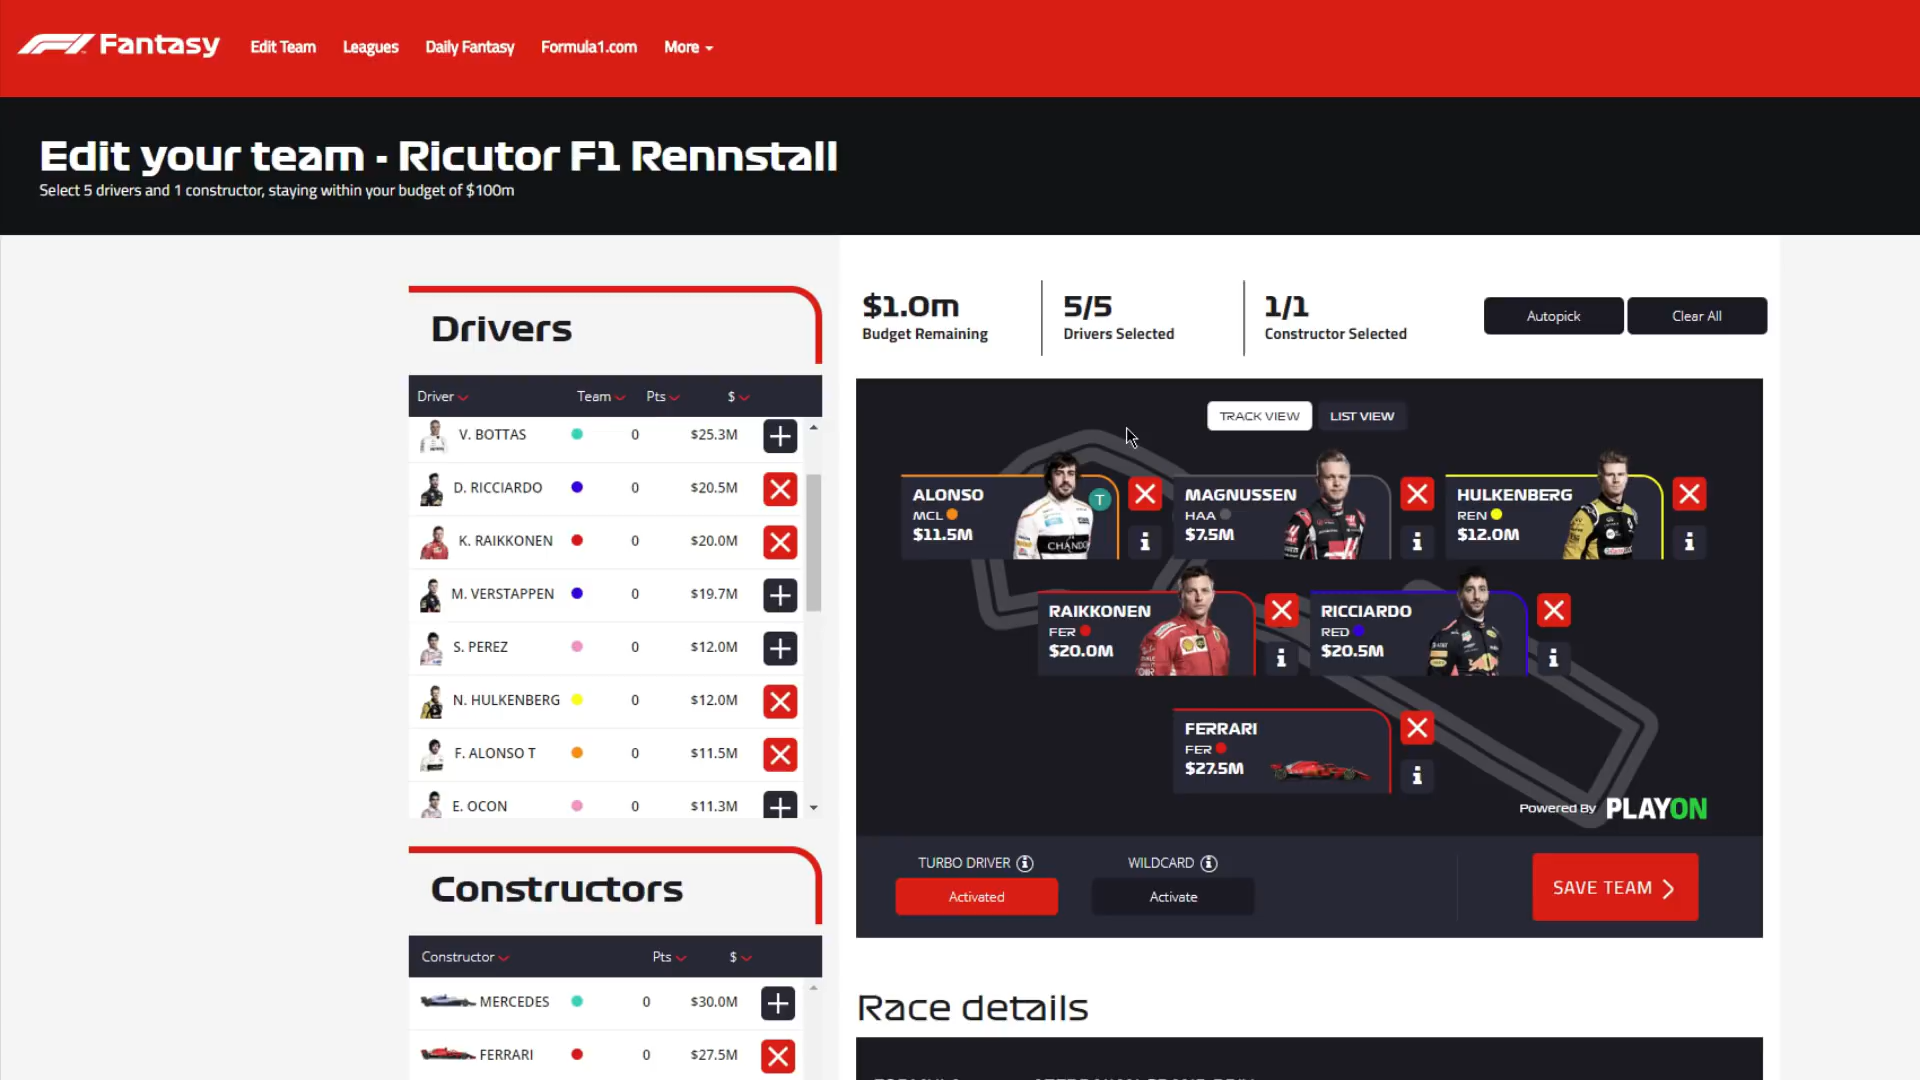 Fantasy
Edit Team
Leagues
Daily Fantasy
Formula1.com
More
Edit your team - Ricutor F1 Rennstall
Select 5 drivers and 1 constructor, staying within your budget of $100m
Drivers
Driver Team Pts $
V. BOTTAS 0 $25.3M
D. RICCIARDO 0 $20.5M
K. RAIKKONEN 0 $20.0M
M. VERSTAPPEN 0 $19.7M
S. PEREZ 0 $12.0M
N. HULKENBERG 0 $12.0M
F. ALONSO T 0 $11.5M
E. OCON 0 $11.3M
Constructors
Constructor Pts $
MERCEDES 0 $30.0M
FERRARI 0 $27.5M
$1.0m
Budget Remaining
5/5
Drivers Selected
1/1
Constructor Selected
Autopick
Clear All
TRACK VIEW
LIST VIEW
ALONSO
MCL
$11.5M
T
MAGNUSSEN
HAA
$7.5M
HULKENBERG
REN
$12.0M
RAIKKONEN
FER
$20.0M
RICCIARDO
RED
$20.5M
FERRARI
FER
$27.5M
Powered By PLAYON
TURBO DRIVER
Activated
WILDCARD
Activate
SAVE TEAM
Race details